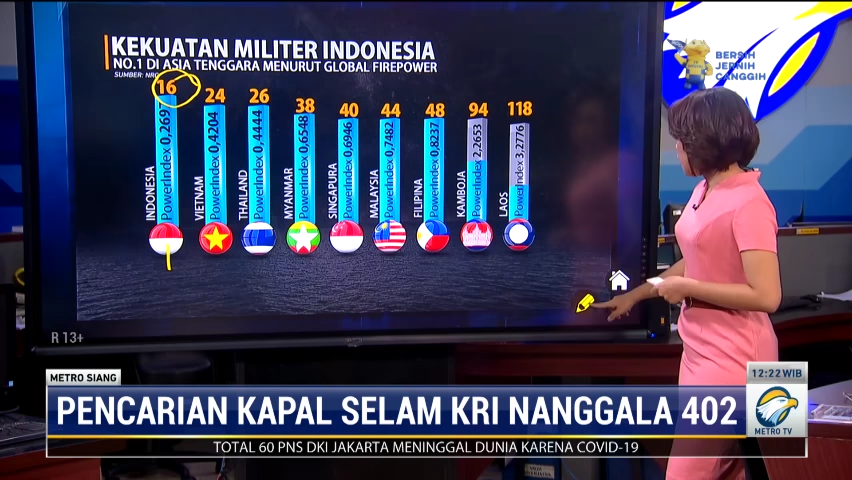 KEKUATAN MILITER INDONESIA
NO.1 DI ASIA TENGGARA MENURUT GLOBAL FIREPOWER
SUMBER:
16
24
26
38
40
44
48
94
118
INDONESIA
PowerIndex 0,269
VIETNAM
PowerIndex 0,4204
THAILAND
PowerIndex 0,4444
MYANMAR
PowerIndex 0,6548
SINGAPURA
PowerIndex 0,6946
MALAYSIA
PowerIndex 0,7482
FILIPINA
PowerIndex 0,8237
KAMBOJA
PowerIndex 2,2653
LAOS
PowerIndex 3,2776
BERSIH
JERNIH
CANGGIH
R 13+
METRO SIANG
12:22 WIB
PENCARIAN KAPAL SELAM KRI NANGGALA 402
METRO TV
TOTAL 60 PNS DKI JAKARTA MENINGGAL DUNIA KARENA COVID-19